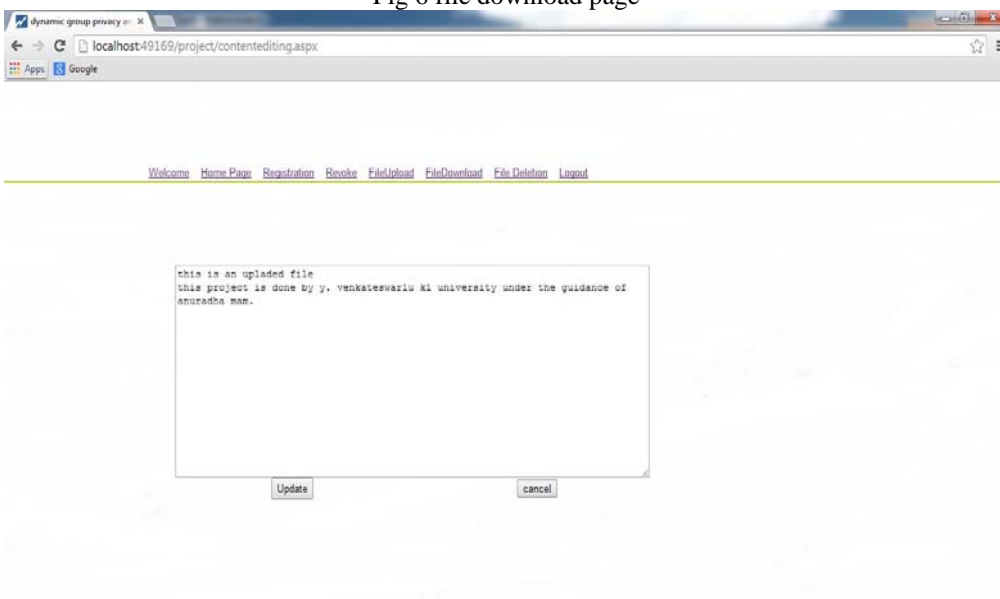 Fig 6 file download page
dynamic group privacy an
localhost:49169/project/contentediting.aspx
Apps Google
Welcome Home Page Registration Revoke FileUpload FileDownload File Deletion Logout
this is an upladed file
this project is done by y. venkateswarlu kl university under the guidance of
anuradha mam.
Update cancel